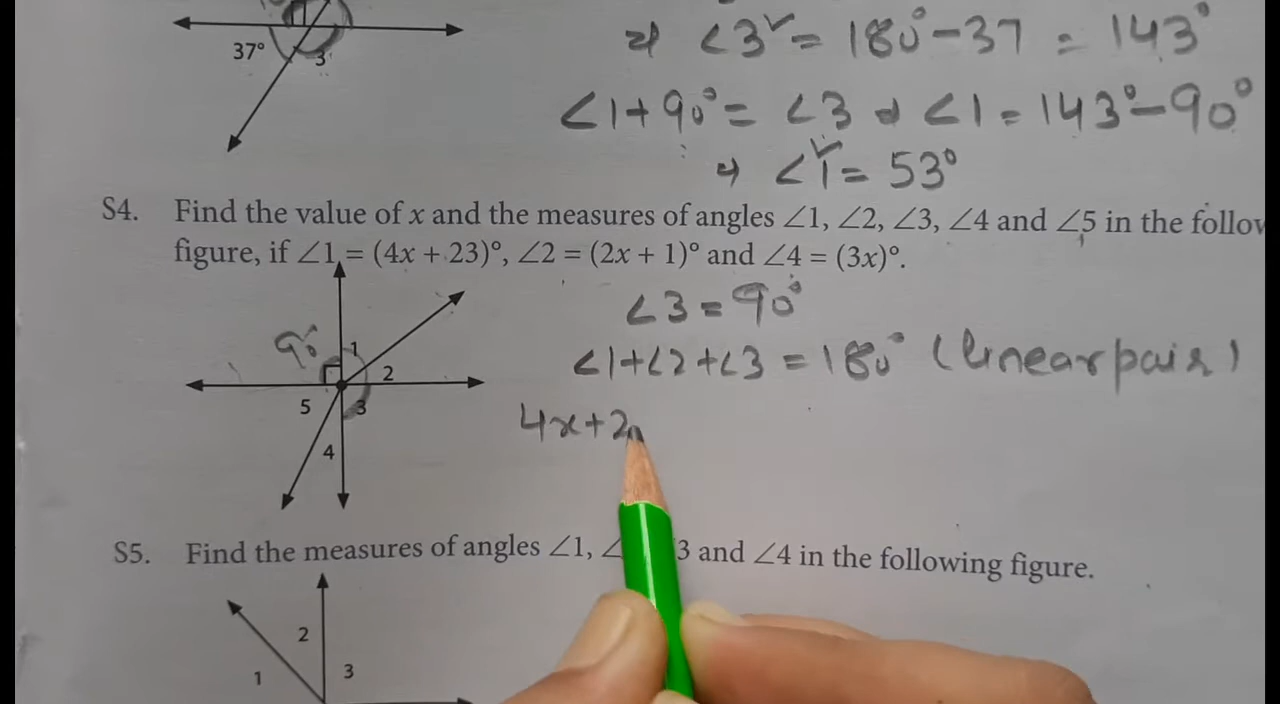 37° 3
⇒ ∠3 = 180° - 37 = 143°
∠1 + 90° = ∠3 ⇒ ∠1 = 143° - 90°
⇒ ∠1 = 53°
S4. Find the value of x and the measures of angles ∠1, ∠2, ∠3, ∠4 and ∠5 in the follow
figure, if ∠1 = (4x + 23)°, ∠2 = (2x + 1)° and ∠4 = (3x)°.
∠3 = 90°
90° 1
∠1 + ∠2 + ∠3 = 180° (linear pair)
2
5 3
4x + 2
4
S5. Find the measures of angles ∠1, ∠ 3 and ∠4 in the following figure.
2
1 3